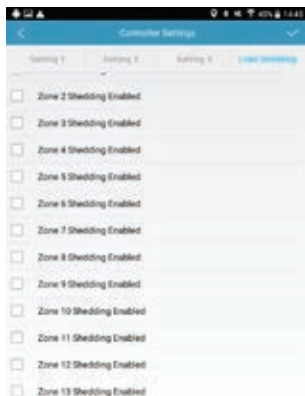 45% 14:43
Controller Settings
Setting 1 Setting 2 Setting 3 Load Shedding
Zone 2 Shedding Enabled
Zone 3 Shedding Enabled
Zone 4 Shedding Enabled
Zone 5 Shedding Enabled
Zone 6 Shedding Enabled
Zone 7 Shedding Enabled
Zone 8 Shedding Enabled
Zone 9 Shedding Enabled
Zone 10 Shedding Enabled
Zone 11 Shedding Enabled
Zone 12 Shedding Enabled
Zone 13 Shedding Enabled